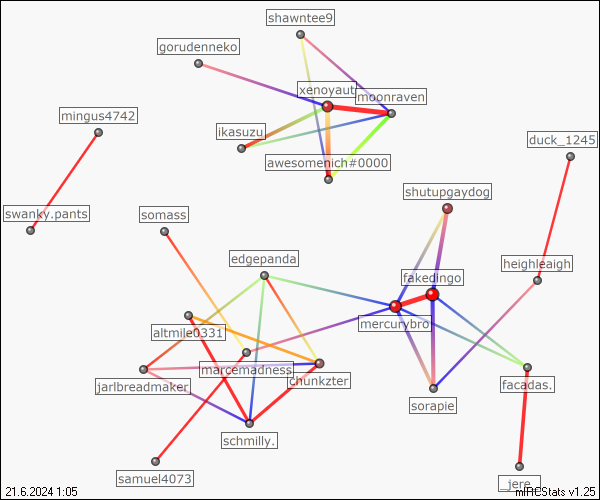 shawntee9
gorudenneko
xenoyaut
moonraven
mingus4742
ikasuzu
duck_1245
awesomenich#0000
shutupgaydog
swanky.pants
somass
edgepanda
heighleaigh
fakedingo
mercurybro
altmile0331
marcemadness
chunkzter
jarlbreadmaker
facadas.
sorapie
schmilly.
samuel4073
_jere_
21.6.2024 1:05
mIRCStats v1.25